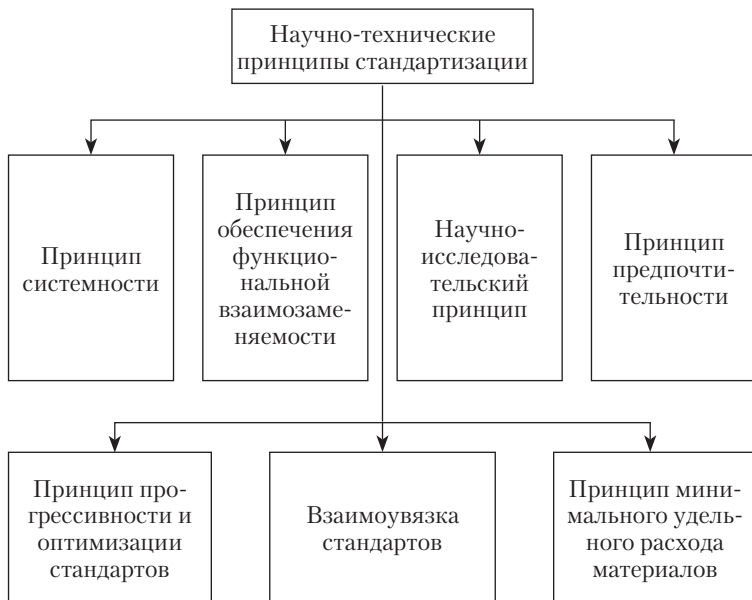 Научно-технические
принципы стандартизации
Принцип
системности
Принцип
обеспечения
функцио-
нальной
взаимозаме-
няемости
Научно-
исследова-
тельский
принцип
Принцип
предпочти-
тельности
Принцип про-
грессивности и
оптимизации
стандартов
Взаимоувязка
стандартов
Принцип мини-
мального удель-
ного расхода
материалов